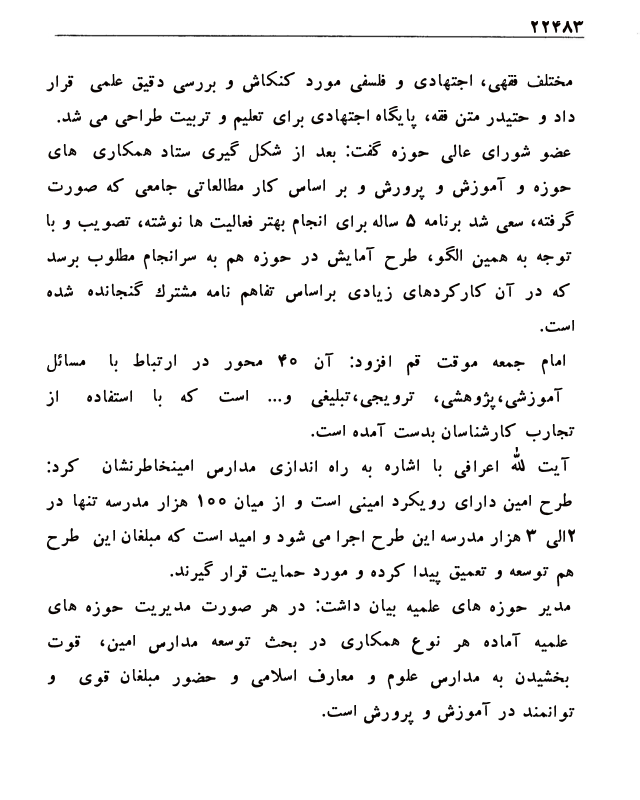 ۲۲۴۸۳
مختلف فقهی، اجتهادی و فلسفی مورد کنکاش و بررسی دقیق علمی قرار
داد و حتیدر متن فقه، پایگاه اجتهادی برای تعلیم و تربیت طراحی می شد.
عضو شورای عالی حوزه گفت: بعد از شکل گیری ستاد همکاری های
حوزه و آموزش و پرورش و بر اساس کار مطالعاتی جامعی که صورت
گرفته، سعی شد برنامه ۵ ساله برای انجام بهتر فعالیت ها نوشته، تصویب و با
توجه به همین الگو، طرح آمایش در حوزه هم به سرانجام مطلوب برسد
که در آن کارکردهای زیادی براساس تفاهم نامه مشترك گنجانده شده
است.
امام جمعه موقت قم افزود: آن ۴۰ محور در ارتباط با مسائل
آموزشی،پژوهشی، ترویجی،تبلیغی و... است که با استفاده از
تجارب کارشناسان بدست آمده است.
آیت الله اعرافی با اشاره به راه اندازی مدارس امینخاطرنشان کرد:
طرح امین دارای رویکرد امینی است و از میان ۱۰۰ هزار مدرسه تنها در
۲الی ۳ هزار مدرسه این طرح اجرا می شود و امید است که مبلغان این طرح
هم توسعه و تعمیق پیدا کرده و مورد حمایت قرار گیرند.
مدیر حوزه های علمیه بیان داشت: در هر صورت مدیریت حوزه های
علمیه آماده هر نوع همکاری در بحث توسعه مدارس امین، قوت
بخشیدن به مدارس علوم و معارف اسلامی و حضور مبلغان قوی و
توانمند در آموزش و پرورش است.